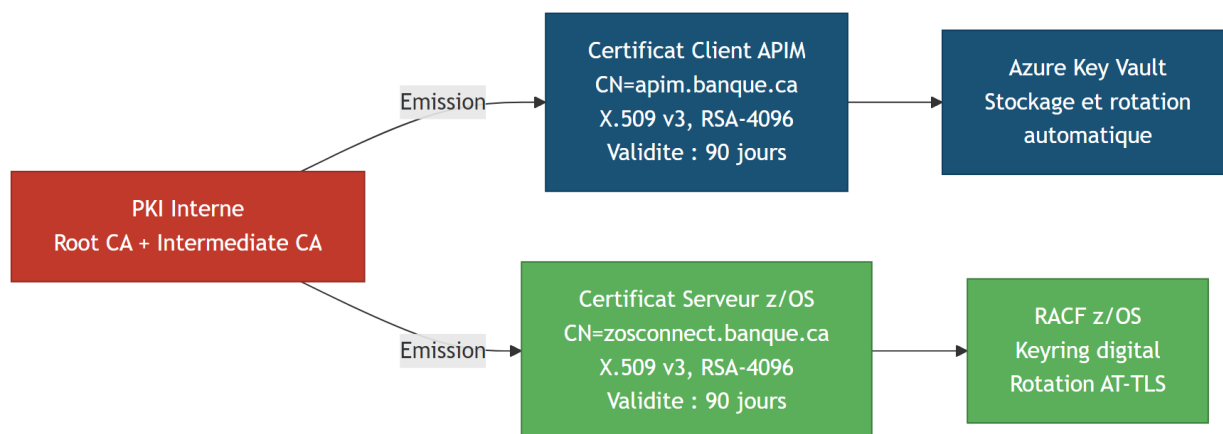 PKI Interne
Root CA + Intermediate CA
Emission
Certificat Client APIM
CN=apim.banque.ca
X.509 v3, RSA-4096
Validite : 90 jours
Azure Key Vault
Stockage et rotation
automatique
Emission
Certificat Serveur z/OS
CN=zosconnect.banque.ca
X.509 v3, RSA-4096
Validite : 90 jours
RACF z/OS
Keyring digital
Rotation AT-TLS